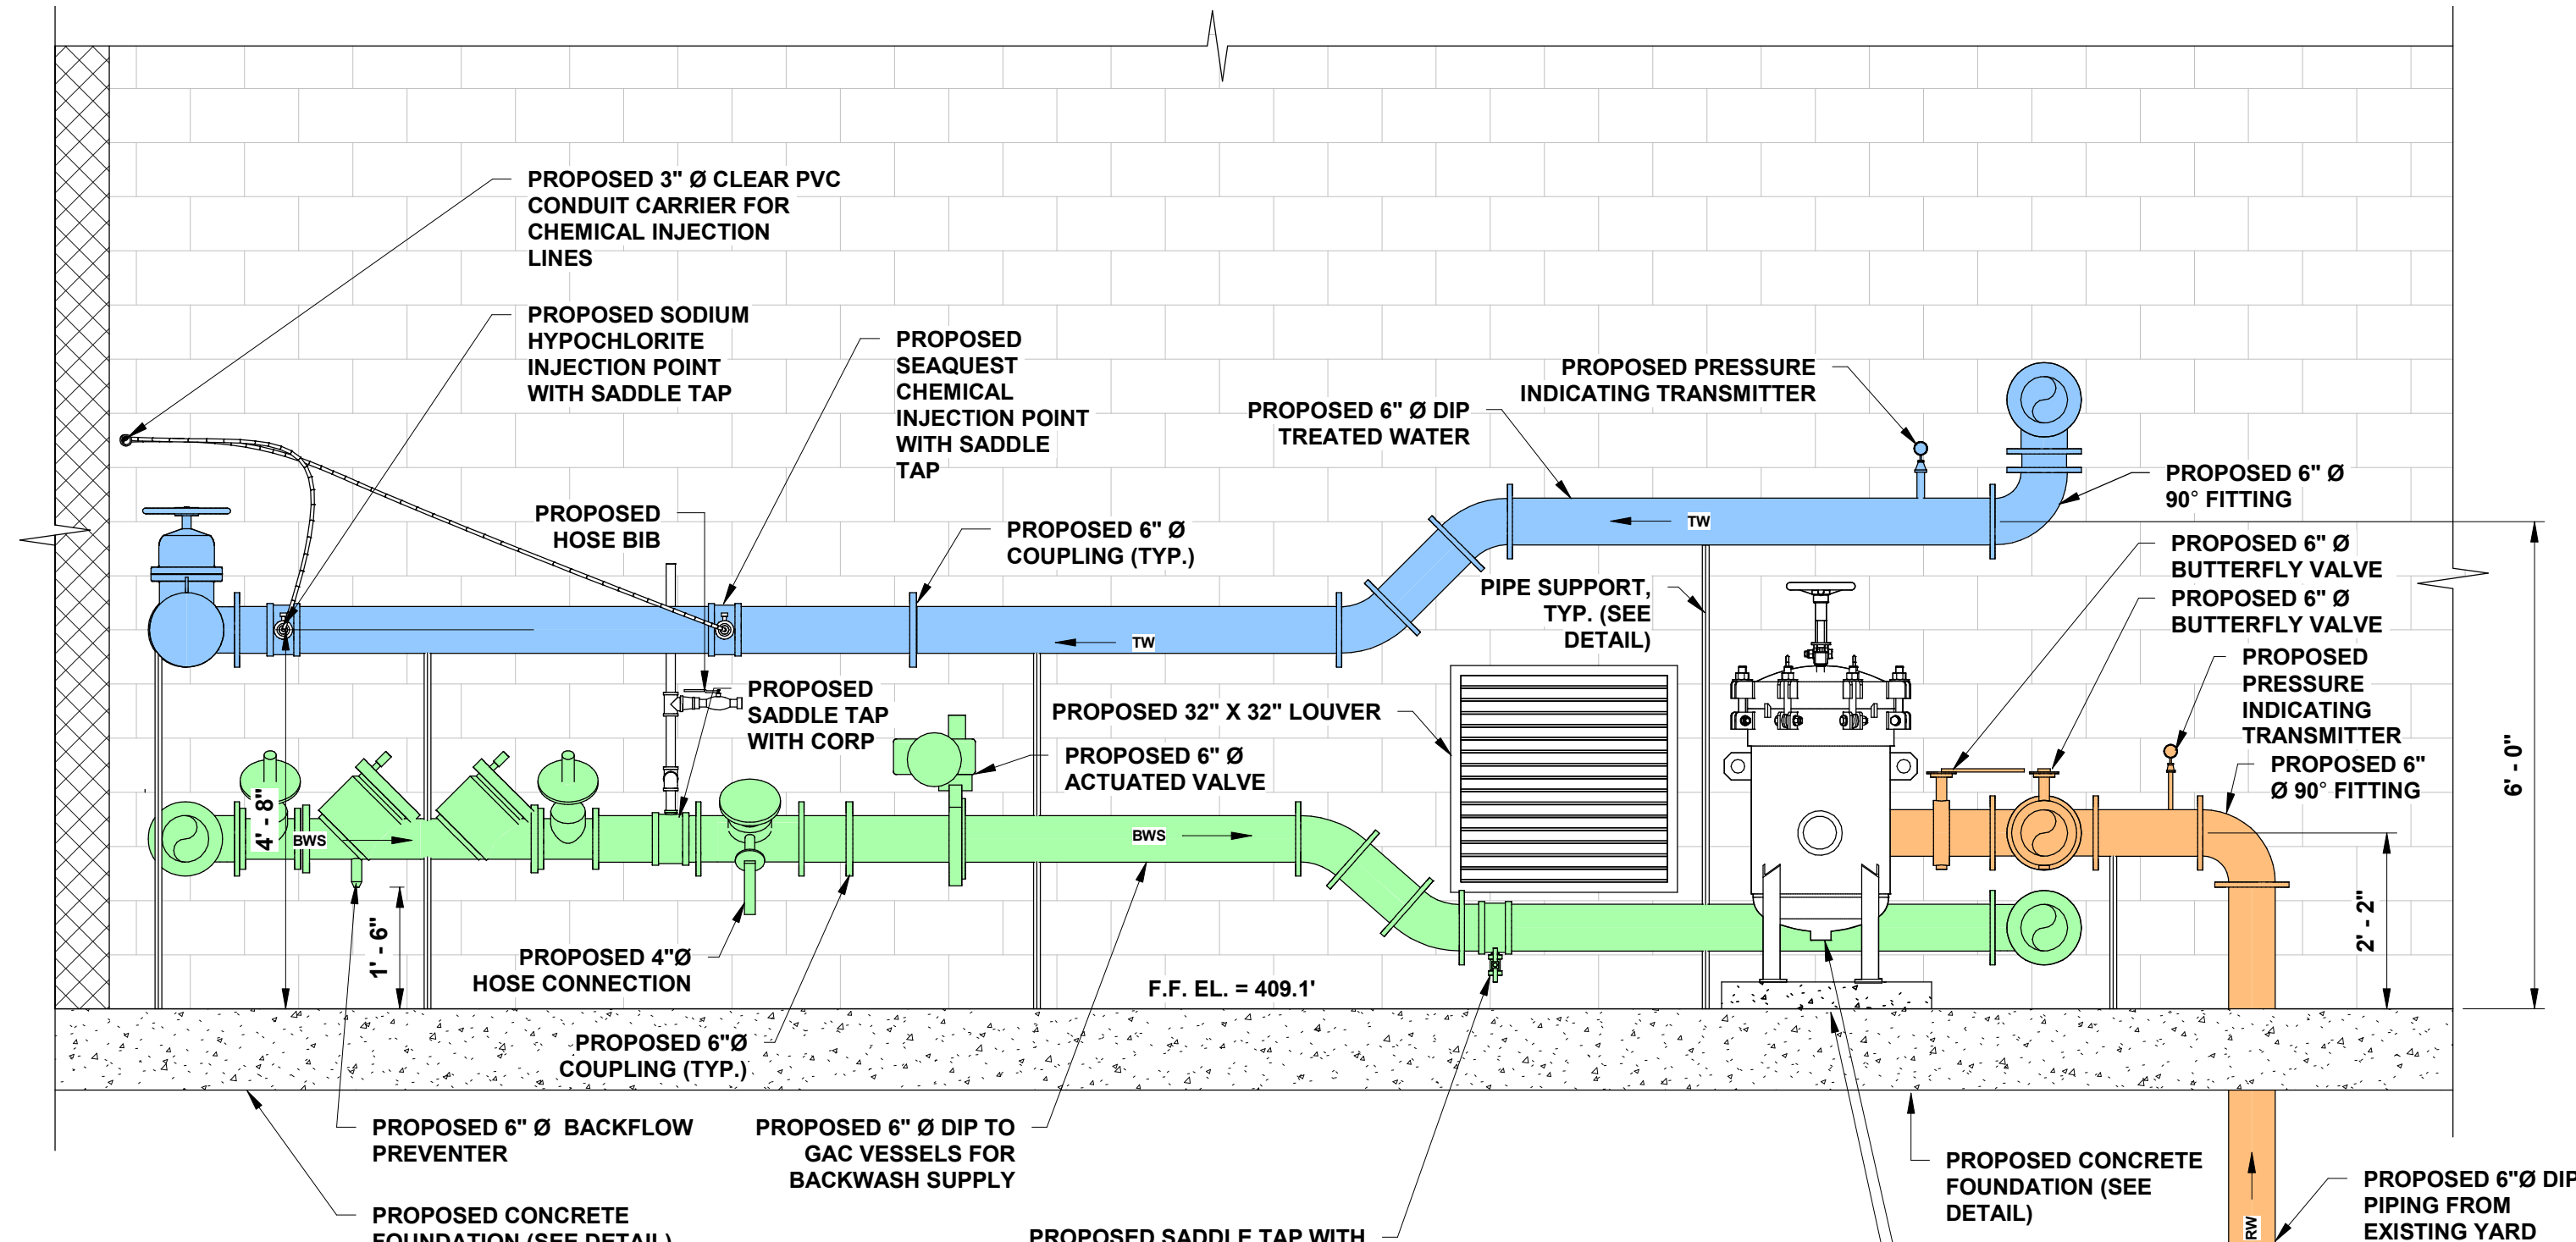 PROPOSED 3" Ø CLEAR PVC
CONDUIT CARRIER FOR
CHEMICAL INJECTION
LINES
PROPOSED SODIUM
HYPOCHLORITE
INJECTION POINT
WITH SADDLE TAP
PROPOSED
SEAQUEST
CHEMICAL
INJECTION POINT
WITH SADDLE
TAP
PROPOSED PRESSURE
INDICATING TRANSMITTER
PROPOSED 6" Ø DIP
TREATED WATER
PROPOSED 6" Ø
90° FITTING
PROPOSED
HOSE BIB
PROPOSED 6" Ø
COUPLING (TYP.)
TW
TW
PIPE SUPPORT,
TYP. (SEE
DETAIL)
PROPOSED 6" Ø
BUTTERFLY VALVE
PROPOSED 6" Ø
BUTTERFLY VALVE
PROPOSED
PRESSURE
INDICATING
TRANSMITTER
PROPOSED 6"
Ø 90° FITTING
PROPOSED
SADDLE TAP
WITH CORP
PROPOSED 32" X 32" LOUVER
PROPOSED 6" Ø
ACTUATED VALVE
6' - 0"
4' - 8"
BWS
BWS
1' - 6"
2' - 2"
PROPOSED 4"Ø
HOSE CONNECTION
F.F. EL. = 409.1'
PROPOSED 6"Ø
COUPLING (TYP.)
PROPOSED 6" Ø BACKFLOW
PREVENTER
PROPOSED 6" Ø DIP TO
GAC VESSELS FOR
BACKWASH SUPPLY
PROPOSED CONCRETE
FOUNDATION (SEE
DETAIL)
PROPOSED 6"Ø DIP
PIPING FROM
EXISTING YARD
RW
PROPOSED CONCRETE
FOUNDATION (SEE DETAIL)
PROPOSED SADDLE TAP WITH